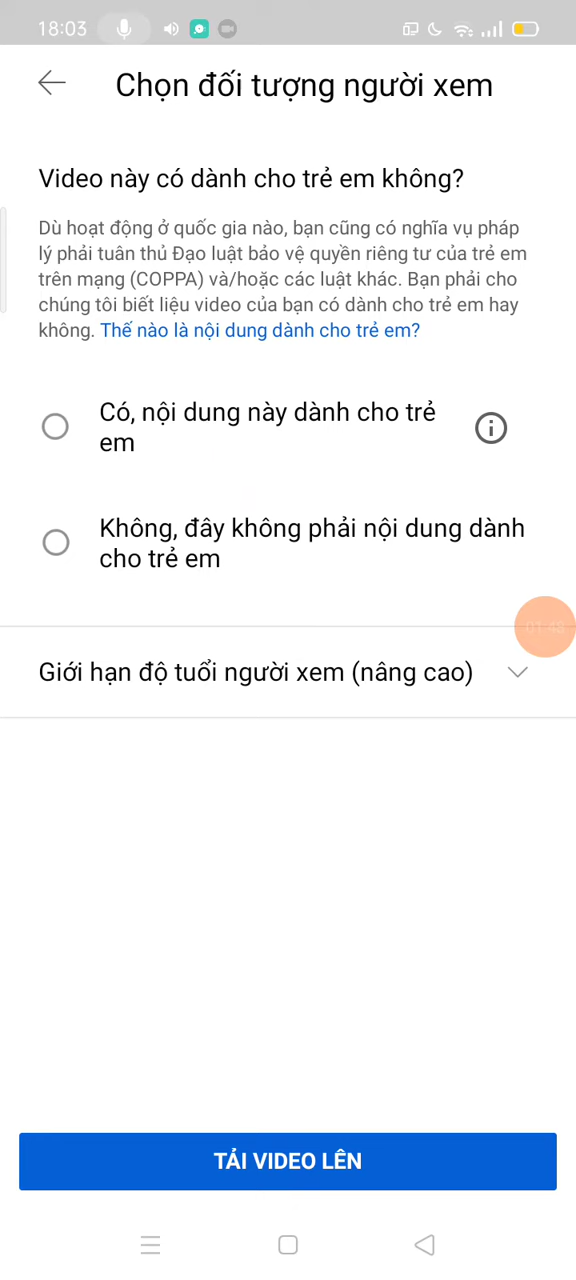 18:03
Chọn đối tượng người xem
Video này có dành cho trẻ em không?
Dù hoạt động ở quốc gia nào, bạn cũng có nghĩa vụ pháp
lý phải tuân thủ Đạo luật bảo vệ quyền riêng tư của trẻ em
trên mạng (COPPA) và/hoặc các luật khác. Bạn phải cho
chúng tôi biết liệu video của bạn có dành cho trẻ em hay
không. Thế nào là nội dung dành cho trẻ em?
Có, nội dung này dành cho trẻ
em
Không, đây không phải nội dung dành
cho trẻ em
Giới hạn độ tuổi người xem (nâng cao)
TẢI VIDEO LÊN